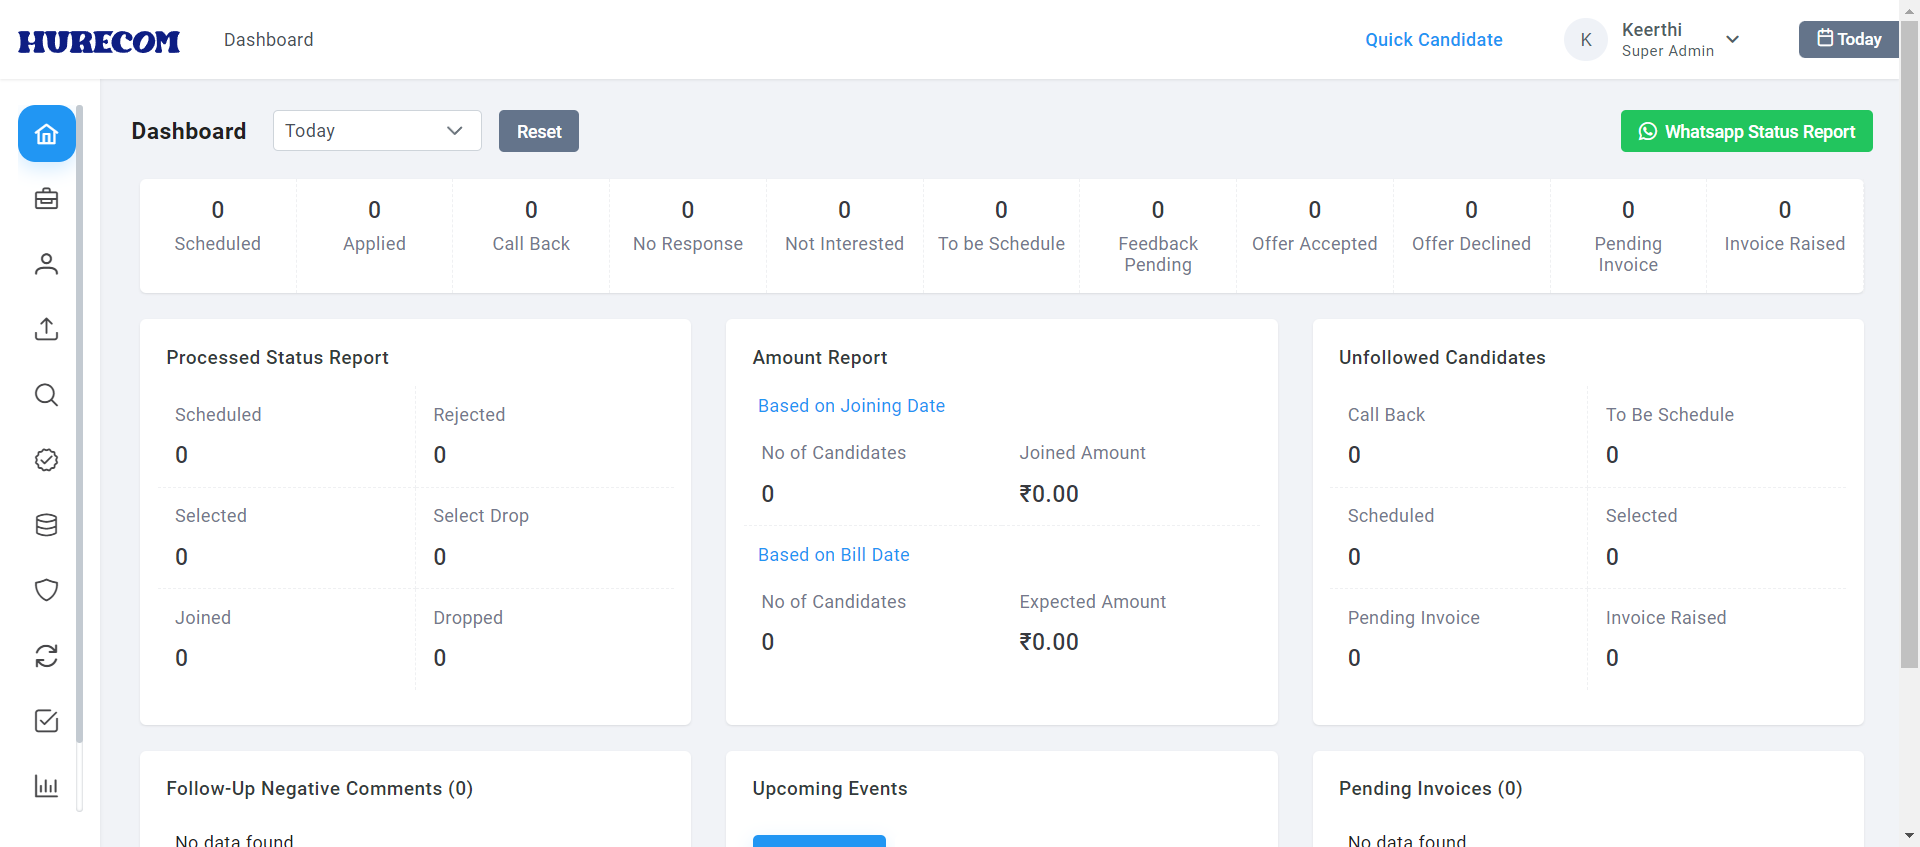 HURECOM
Dashboard
Quick Candidate
K
Keerthi
Super Admin
Today
Dashboard
Today
Reset
Whatsapp Status Report
0
Scheduled
0
Applied
0
Call Back
0
No Response
0
Not Interested
0
To be Schedule
0
Feedback
Pending
0
Offer Accepted
0
Offer Declined
0
Pending
Invoice
0
Invoice Raised
Processed Status Report
Scheduled
0
Rejected
0
Selected
0
Select Drop
0
Joined
0
Dropped
0
Amount Report
Based on Joining Date
No of Candidates
0
Joined Amount
₹0.00
Based on Bill Date
No of Candidates
0
Expected Amount
₹0.00
Unfollowed Candidates
Call Back
0
To Be Schedule
0
Scheduled
0
Selected
0
Pending Invoice
0
Invoice Raised
0
Follow-Up Negative Comments (0)
No data found
Upcoming Events
Pending Invoices (0)
No data found